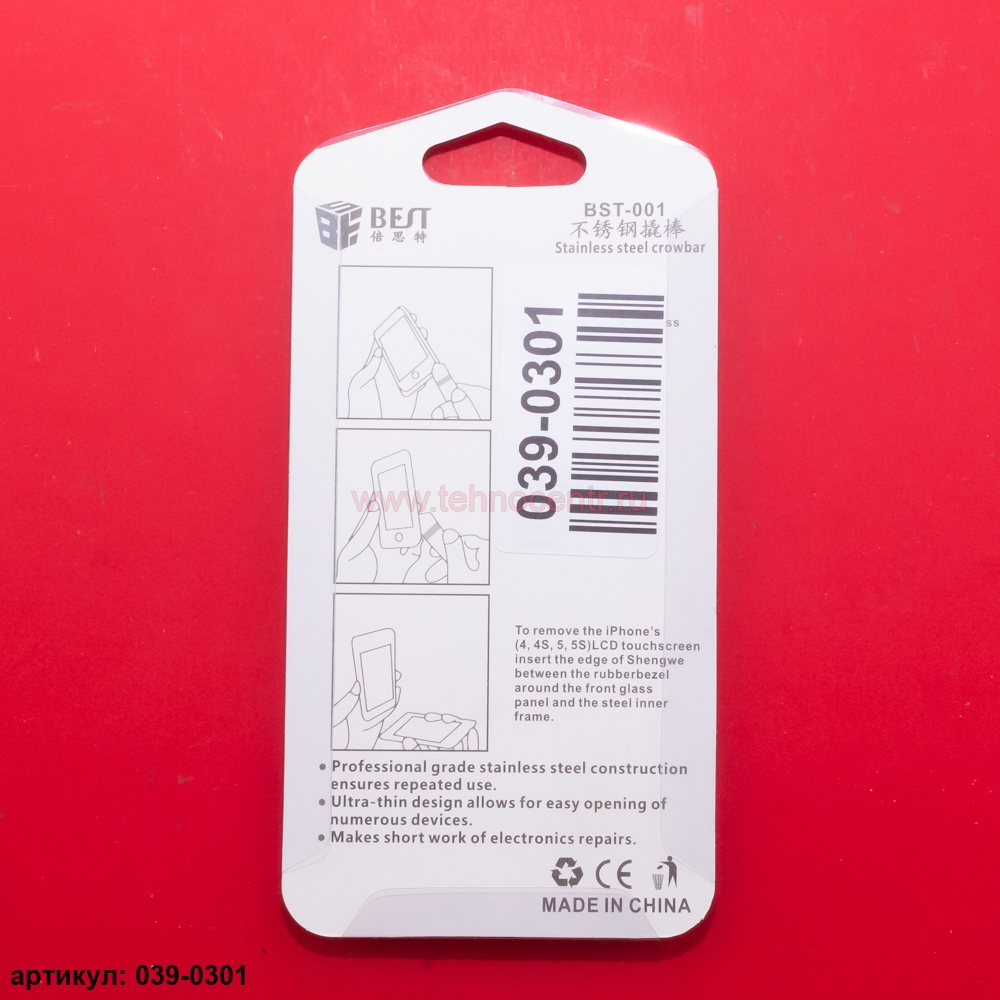 BEST
倍思特
BST-001
不锈钢撬棒
Stainless steel crowbar
039-0301
www.tehnocentr.ru
To remove the iPhone's
(4, 4S, 5, 5S)LCD touchscreen
insert the edge of Shengwe
between the rubberbezel
around the front glass
panel and the steel inner
frame.
• Professional grade stainless steel construction
ensures repeated use.
• Ultra-thin design allows for easy opening of
numerous devices.
• Makes short work of electronics repairs.
CE
MADE IN CHINA
артикул: 039-0301